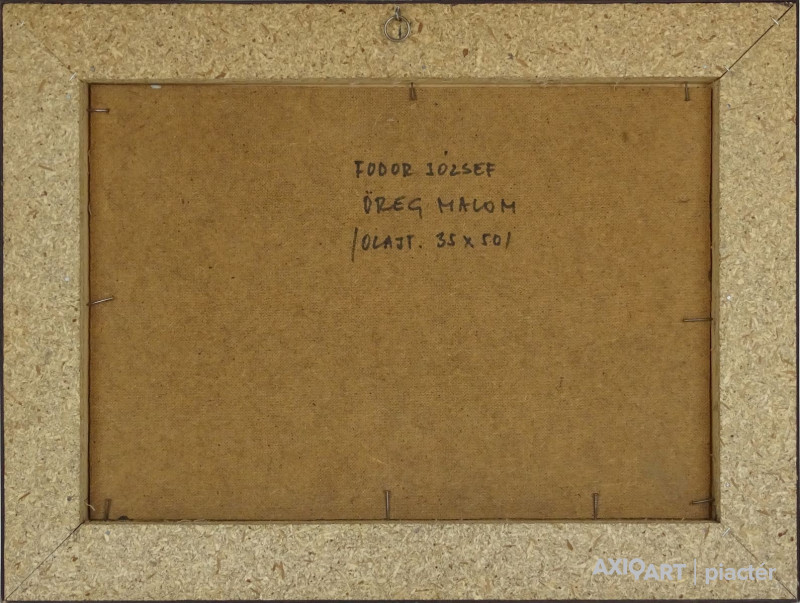 FODOR JÓZSEF
ÖREG MALOM
/OLAJT. 35 x 50/
AXIOART | piactér